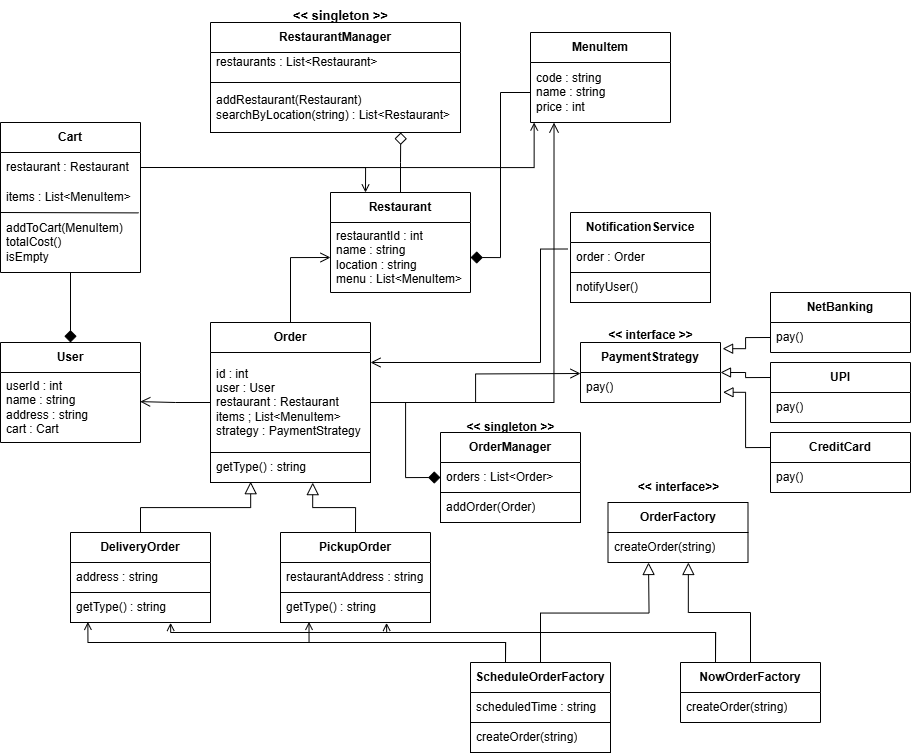 << singleton >>
RestaurantManager
restaurants : List<Restaurant>
addRestaurant(Restaurant)
searchByLocation(string) : List<Restaurant>
MenuItem
code : string
name : string
price : int
Cart
restaurant : Restaurant
items : List<MenuItem>
addToCart(MenuItem)
totalCost()
isEmpty
Restaurant
restaurantId : int
name : string
location : string
menu : List<MenuItem>
NotificationService
order : Order
notifyUser()
NetBanking
pay()
Order
id : int
user : User
restaurant : Restaurant
items ; List<MenuItem>
strategy : PaymentStrategy
getType() : string
<< interface >>
PaymentStrategy
pay()
User
userId : int
name : string
address : string
cart : Cart
UPI
pay()
<< singleton >>
OrderManager
orders : List<Order>
addOrder(Order)
CreditCard
pay()
<< interface>>
OrderFactory
createOrder(string)
DeliveryOrder
address : string
getType() : string
PickupOrder
restaurantAddress : string
getType() : string
ScheduleOrderFactory
scheduledTime : string
createOrder(string)
NowOrderFactory
createOrder(string)